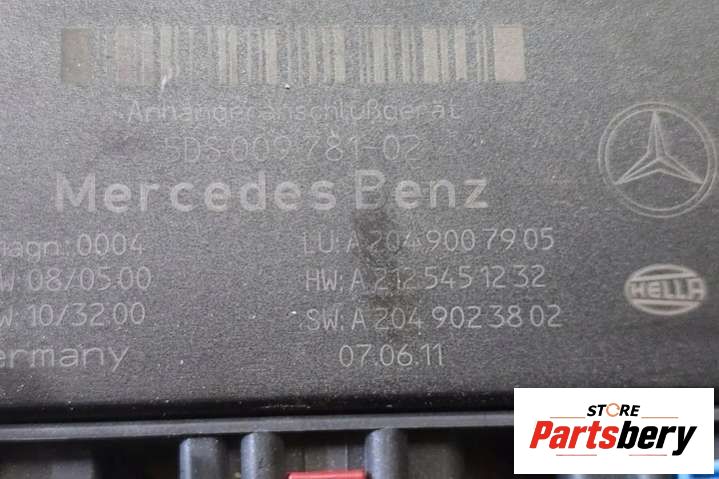 Anhängeranschlußgerät
5DS 009 781-02
Mercedes Benz
iagn.:0004
LU: A 204 900 79 05
W: 08/05.00
HW: A 212 545 12 32
HELLA
W: 10/32.00
SW: A 204 902 38 02
ermany
07.06.11
STORE
Partsbery